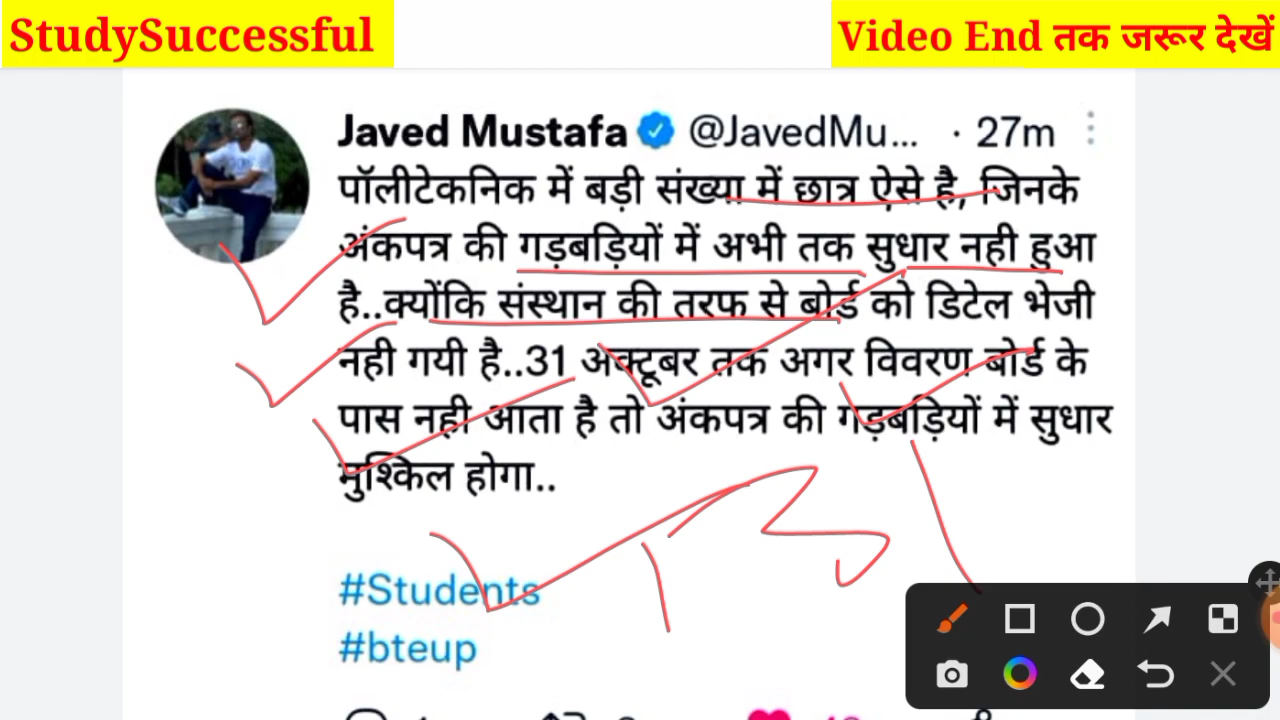 StudySuccessful
Video End तक जरूर देखें
Javed Mustafa @JavedMu... · 27m
पॉलीटेकनिक में बड़ी संख्या में छात्र ऐसे है, जिनके
अंकपत्र की गड़बड़ियों में अभी तक सुधार नही हुआ
है..क्योंकि संस्थान की तरफ से बोर्ड को डिटेल भेजी
नही गयी है..31 अक्टूबर तक अगर विवरण बोर्ड के
पास नही आता है तो अंकपत्र की गड़बड़ियों में सुधार
मुश्किल होगा..
#Students
#bteup